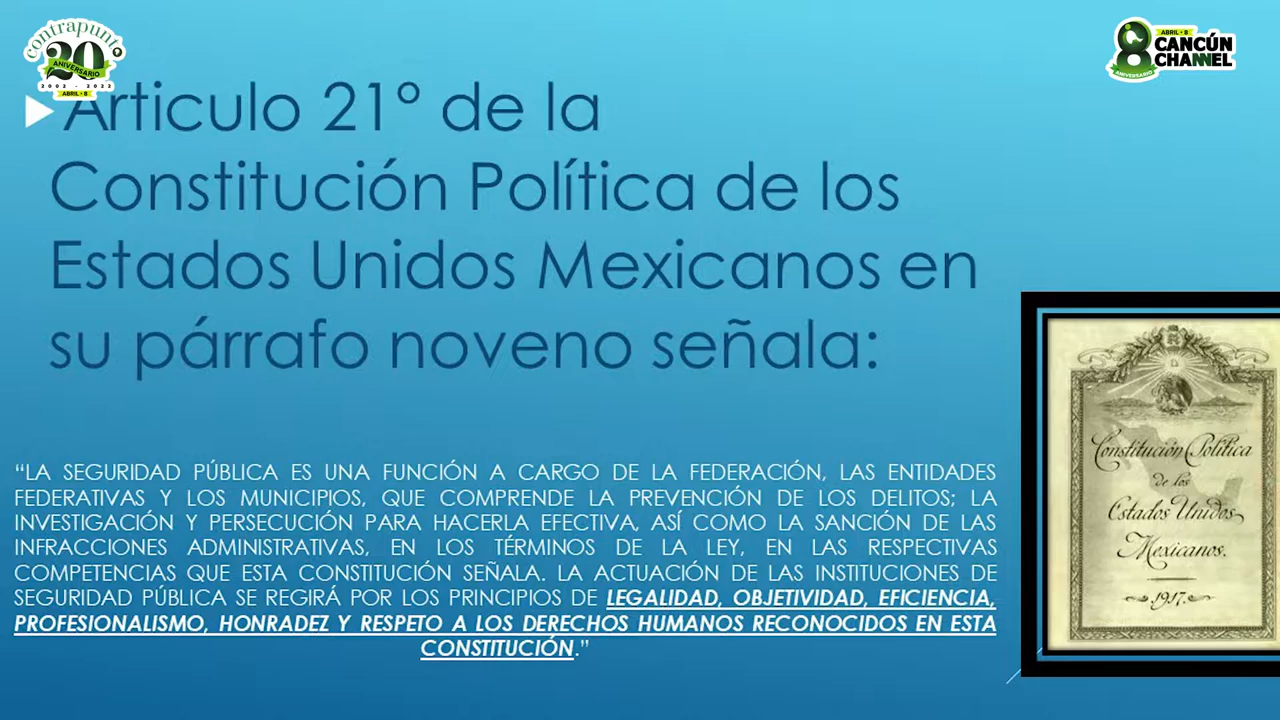 contrapunto
20
ANIVERSARIO
2002 - 2022
ABRIL • 8
ABRIL • 8
8 CANCÚN
CHANNEL
ANIVERSARIO
Articulo 21° de la
Constitución Política de los
Estados Unidos Mexicanos en
su párrafo noveno señala:
“LA SEGURIDAD PÚBLICA ES UNA FUNCIÓN A CARGO DE LA FEDERACIÓN, LAS ENTIDADES
FEDERATIVAS Y LOS MUNICIPIOS, QUE COMPRENDE LA PREVENCIÓN DE LOS DELITOS; LA
INVESTIGACIÓN Y PERSECUCIÓN PARA HACERLA EFECTIVA, ASÍ COMO LA SANCIÓN DE LAS
INFRACCIONES ADMINISTRATIVAS, EN LOS TÉRMINOS DE LA LEY, EN LAS RESPECTIVAS
COMPETENCIAS QUE ESTA CONSTITUCIÓN SEÑALA. LA ACTUACIÓN DE LAS INSTITUCIONES DE
SEGURIDAD PÚBLICA SE REGIRÁ POR LOS PRINCIPIOS DE LEGALIDAD, OBJETIVIDAD, EFICIENCIA,
PROFESIONALISMO, HONRADEZ Y RESPETO A LOS DERECHOS HUMANOS RECONOCIDOS EN ESTA
CONSTITUCIÓN.”
Constitución Política
de los
Estados Unidos
Mexicanos.
1917.